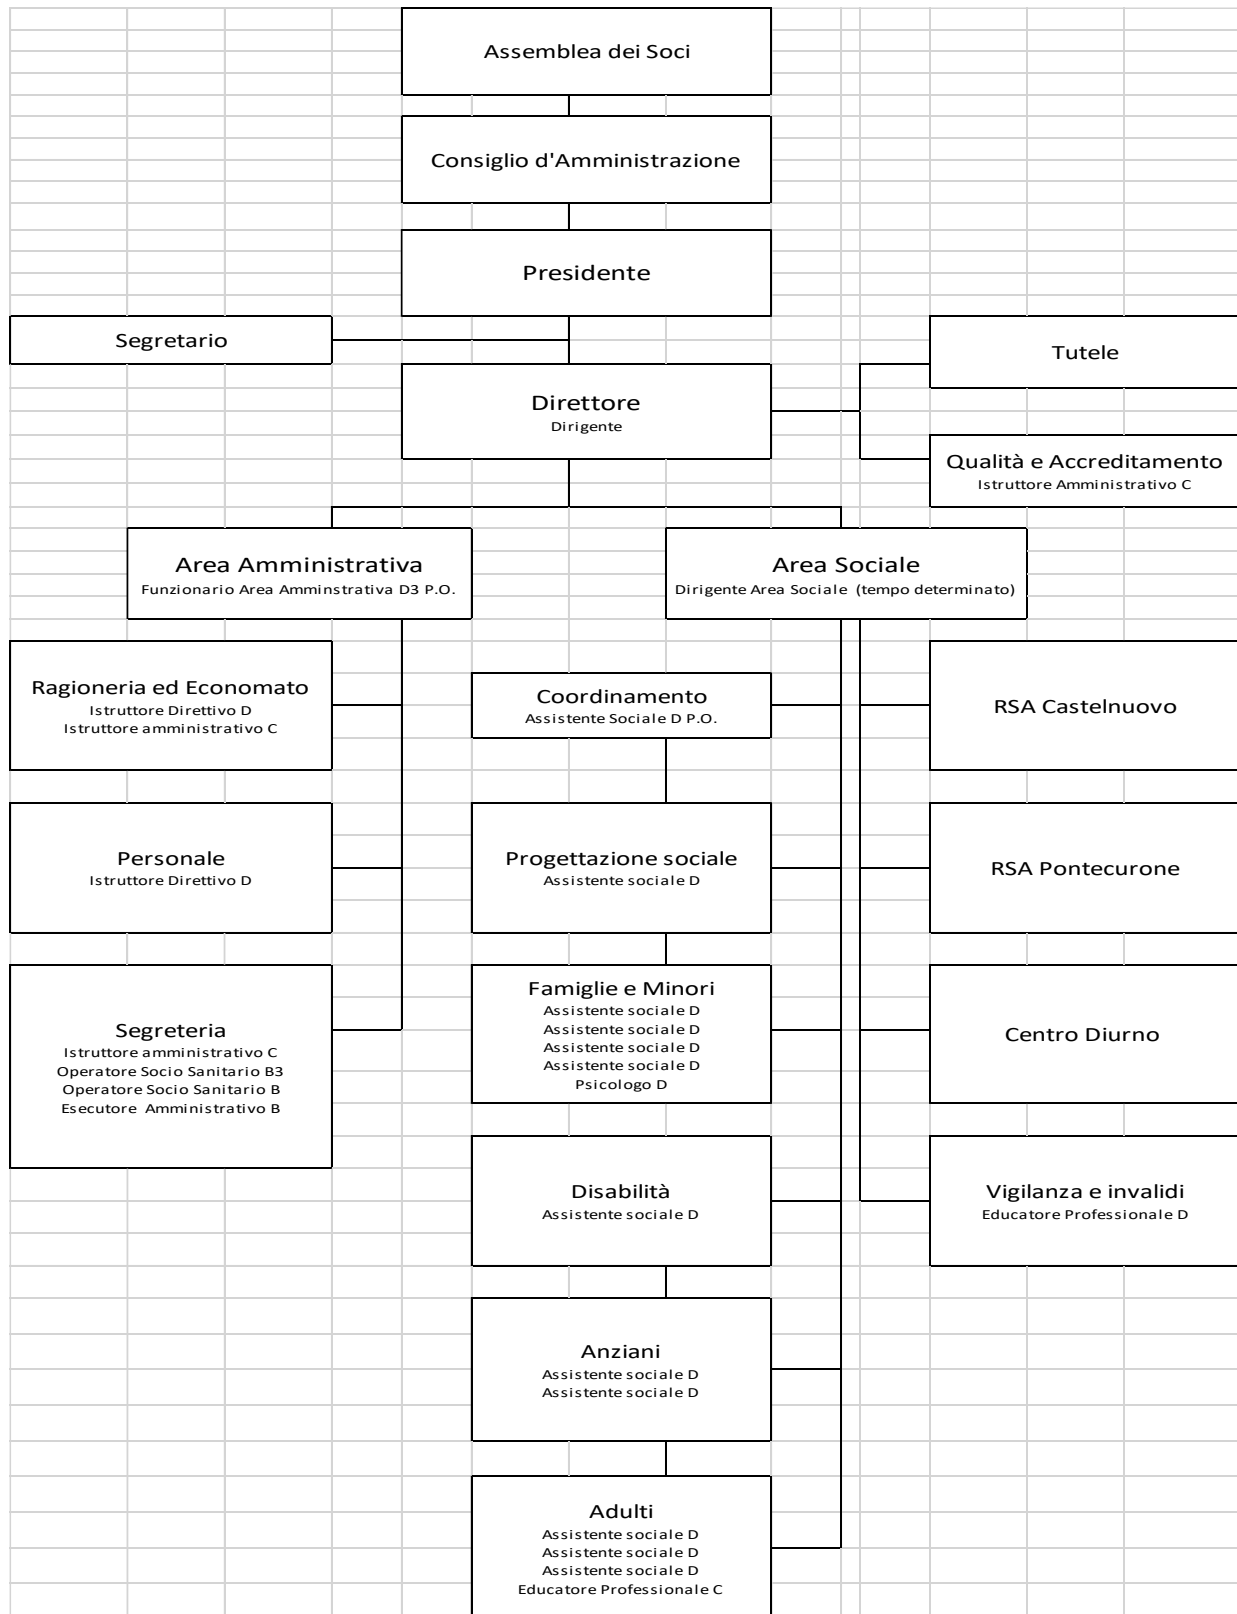 Assemblea dei Soci
Consiglio d'Amministrazione
Presidente
Segretario
Tutele
Direttore
Dirigente
Qualità e Accreditamento
Istruttore Amministrativo C
Area Amministrativa
Funzionario Area Amminstrativa D3 P.O.
Area Sociale
Dirigente Area Sociale (tempo determinato)
Ragioneria ed Economato
Istruttore Direttivo D
Istruttore amministrativo C
Coordinamento
Assistente Sociale D P.O.
RSA Castelnuovo
Personale
Istruttore Direttivo D
Progettazione sociale
Assistente sociale D
RSA Pontecurone
Segreteria
Istruttore amministrativo C
Operatore Socio Sanitario B3
Operatore Socio Sanitario B
Esecutore Amministrativo B
Famiglie e Minori
Assistente sociale D
Assistente sociale D
Assistente sociale D
Assistente sociale D
Psicologo D
Centro Diurno
Disabilità
Assistente sociale D
Vigilanza e invalidi
Educatore Professionale D
Anziani
Assistente sociale D
Assistente sociale D
Adulti
Assistente sociale D
Assistente sociale D
Assistente sociale D
Educatore Professionale C